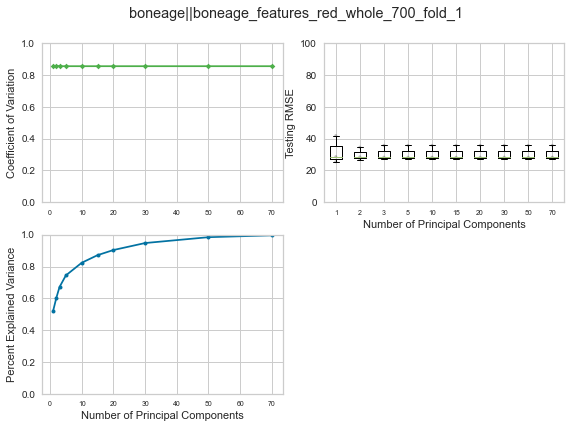 boneage||boneage_features_red_whole_700_fold_1
Coefficient of Variation
1.0
0.8
0.6
0.4
0.2
0.0
0 10 20 30 40 50 60 70
Testing RMSE
100
80
60
40
20
0
1 2 3 5 10 15 20 30 50 70
Number of Principal Components
Percent Explained Variance
1.0
0.8
0.6
0.4
0.2
0.0
0 10 20 30 40 50 60 70
Number of Principal Components